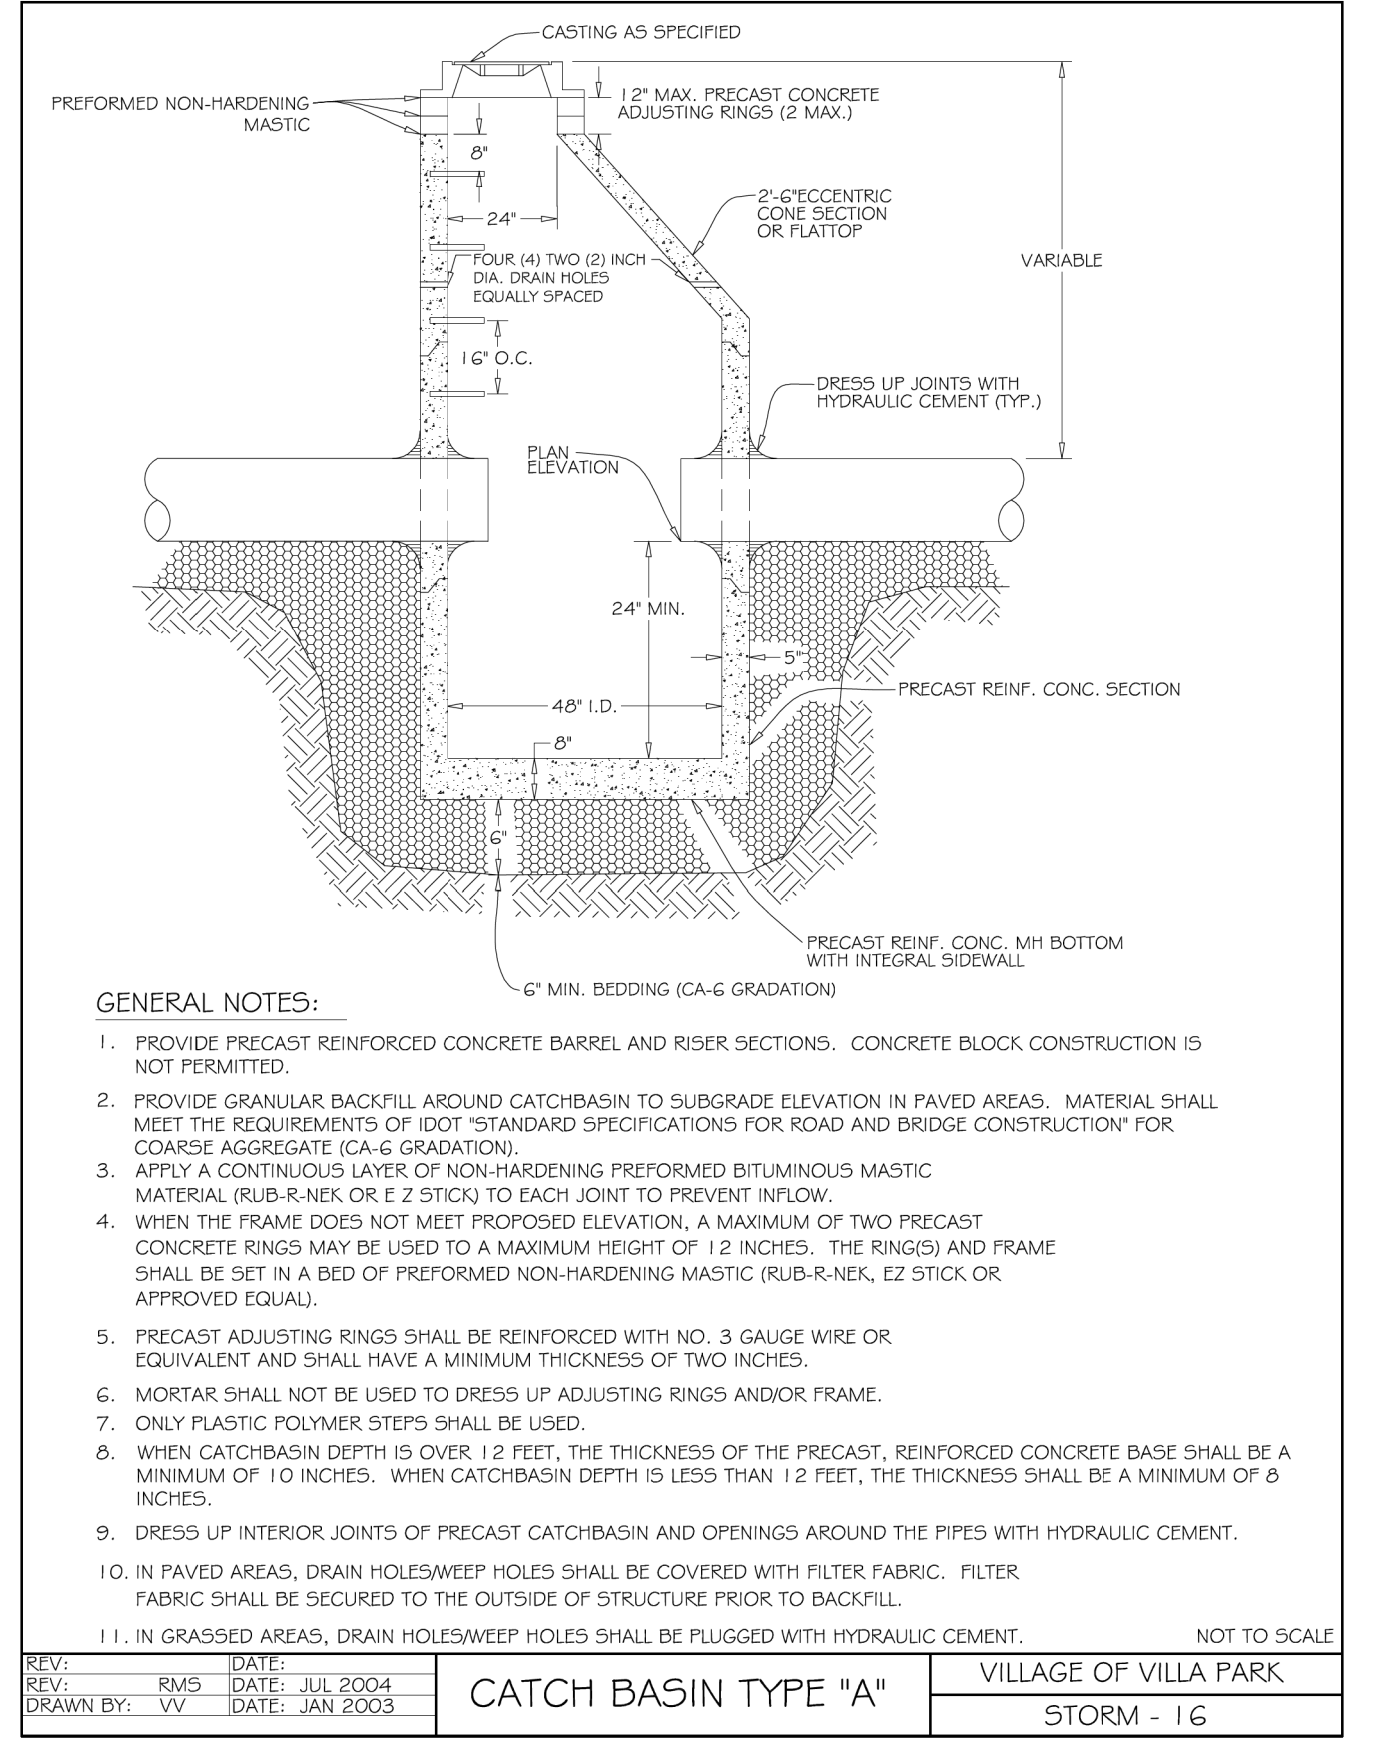 CASTING AS SPECIFIED
PREFORMED NON-HARDENING
MASTIC
12" MAX. PRECAST CONCRETE
ADJUSTING RINGS (2 MAX.)
8"
24"
2'-6"ECCENTRIC
CONE SECTION
OR FLATTOP
VARIABLE
FOUR (4) TWO (2) INCH
DIA. DRAIN HOLES
EQUALLY SPACED
16" O.C.
DRESS UP JOINTS WITH
HYDRAULIC CEMENT (TYP.)
PLAN
ELEVATION
24" MIN.
5"
PRECAST REINF. CONC. SECTION
48" I.D.
8"
6"
PRECAST REINF. CONC. MH BOTTOM
WITH INTEGRAL SIDEWALL
6" MIN. BEDDING (CA-6 GRADATION)
GENERAL NOTES:
1. PROVIDE PRECAST REINFORCED CONCRETE BARREL AND RISER SECTIONS. CONCRETE BLOCK CONSTRUCTION IS
NOT PERMITTED.
2. PROVIDE GRANULAR BACKFILL AROUND CATCHBASIN TO SUBGRADE ELEVATION IN PAVED AREAS. MATERIAL SHALL
MEET THE REQUIREMENTS OF IDOT "STANDARD SPECIFICATIONS FOR ROAD AND BRIDGE CONSTRUCTION" FOR
COARSE AGGREGATE (CA-6 GRADATION).
3. APPLY A CONTINUOUS LAYER OF NON-HARDENING PREFORMED BITUMINOUS MASTIC
MATERIAL (RUB-R-NEK OR E Z STICK) TO EACH JOINT TO PREVENT INFLOW.
4. WHEN THE FRAME DOES NOT MEET PROPOSED ELEVATION, A MAXIMUM OF TWO PRECAST
CONCRETE RINGS MAY BE USED TO A MAXIMUM HEIGHT OF 12 INCHES. THE RING(S) AND FRAME
SHALL BE SET IN A BED OF PREFORMED NON-HARDENING MASTIC (RUB-R-NEK, EZ STICK OR
APPROVED EQUAL).
5. PRECAST ADJUSTING RINGS SHALL BE REINFORCED WITH NO. 3 GAUGE WIRE OR
EQUIVALENT AND SHALL HAVE A MINIMUM THICKNESS OF TWO INCHES.
6. MORTAR SHALL NOT BE USED TO DRESS UP ADJUSTING RINGS AND/OR FRAME.
7. ONLY PLASTIC POLYMER STEPS SHALL BE USED.
8. WHEN CATCHBASIN DEPTH IS OVER 12 FEET, THE THICKNESS OF THE PRECAST, REINFORCED CONCRETE BASE SHALL BE A
MINIMUM OF 10 INCHES. WHEN CATCHBASIN DEPTH IS LESS THAN 12 FEET, THE THICKNESS SHALL BE A MINIMUM OF 8
INCHES.
9. DRESS UP INTERIOR JOINTS OF PRECAST CATCHBASIN AND OPENINGS AROUND THE PIPES WITH HYDRAULIC CEMENT.
10. IN PAVED AREAS, DRAIN HOLES/WEEP HOLES SHALL BE COVERED WITH FILTER FABRIC. FILTER
FABRIC SHALL BE SECURED TO THE OUTSIDE OF STRUCTURE PRIOR TO BACKFILL.
11. IN GRASSED AREAS, DRAIN HOLES/WEEP HOLES SHALL BE PLUGGED WITH HYDRAULIC CEMENT.
NOT TO SCALE
REV: DATE:
REV: RMS DATE: JUL 2004
DRAWN BY: VV DATE: JAN 2003
CATCH BASIN TYPE "A"
VILLAGE OF VILLA PARK
STORM - 16